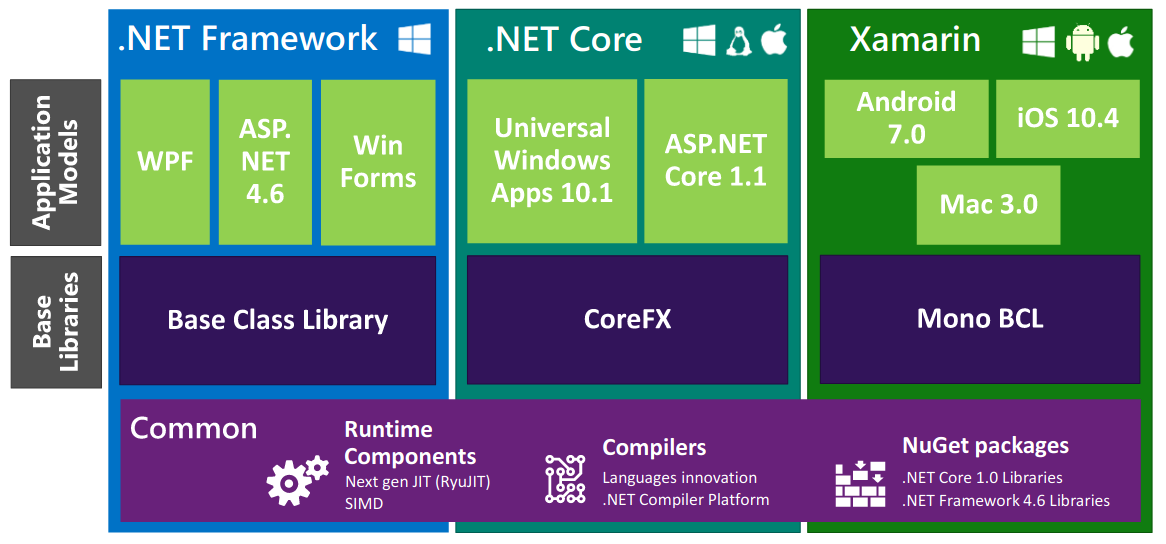 .NET Framework
.NET Core
Xamarin
Application
Models
WPF
ASP.
NET
4.6
Win
Forms
Universal
Windows
Apps 10.1
ASP.NET
Core 1.1
Android
7.0
iOS 10.4
Mac 3.0
Base
Libraries
Base Class Library
CoreFX
Mono BCL
Common
Runtime
Components
Next gen JIT (RyuJIT)
SIMD
Compilers
Languages innovation
.NET Compiler Platform
NuGet packages
.NET Core 1.0 Libraries
.NET Framework 4.6 Libraries